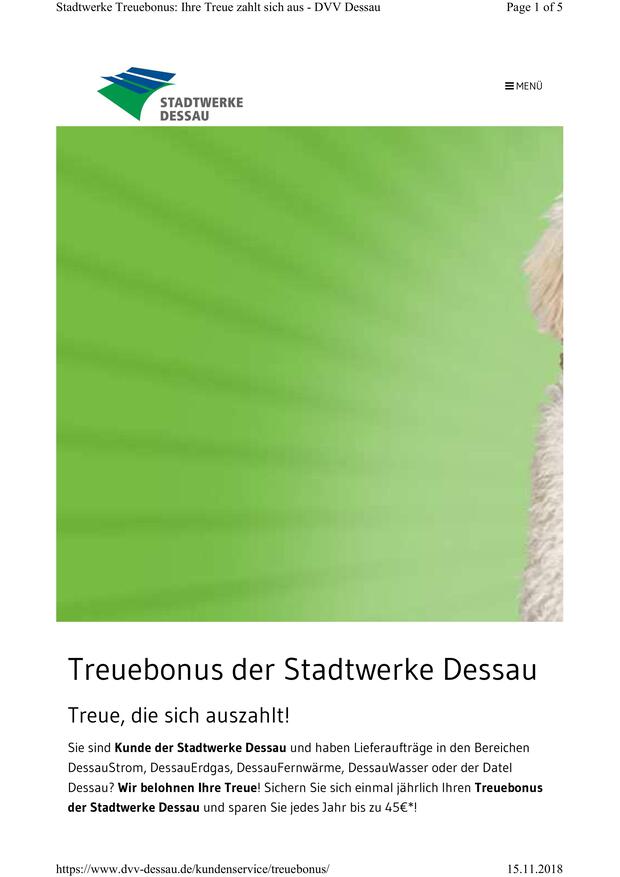 Stadtwerke Treuebonus: Ihre Treue zahlt sich aus - DVV Dessau Page 1 of 5
STADTWERKE
DESSAU
MENÜ
Treuebonus der Stadtwerke Dessau
Treue, die sich auszahlt!
Sie sind Kunde der Stadtwerke Dessau und haben Lieferaufträge in den Bereichen
DessauStrom, DessauErdgas, DessauFernwärme, DessauWasser oder der Datel
Dessau? Wir belohnen Ihre Treue! Sichern Sie sich einmal jährlich Ihren Treuebonus
der Stadtwerke Dessau und sparen Sie jedes Jahr bis zu 45€*!
https://www.dvv-dessau.de/kundenservice/treuebonus/ 15.11.2018